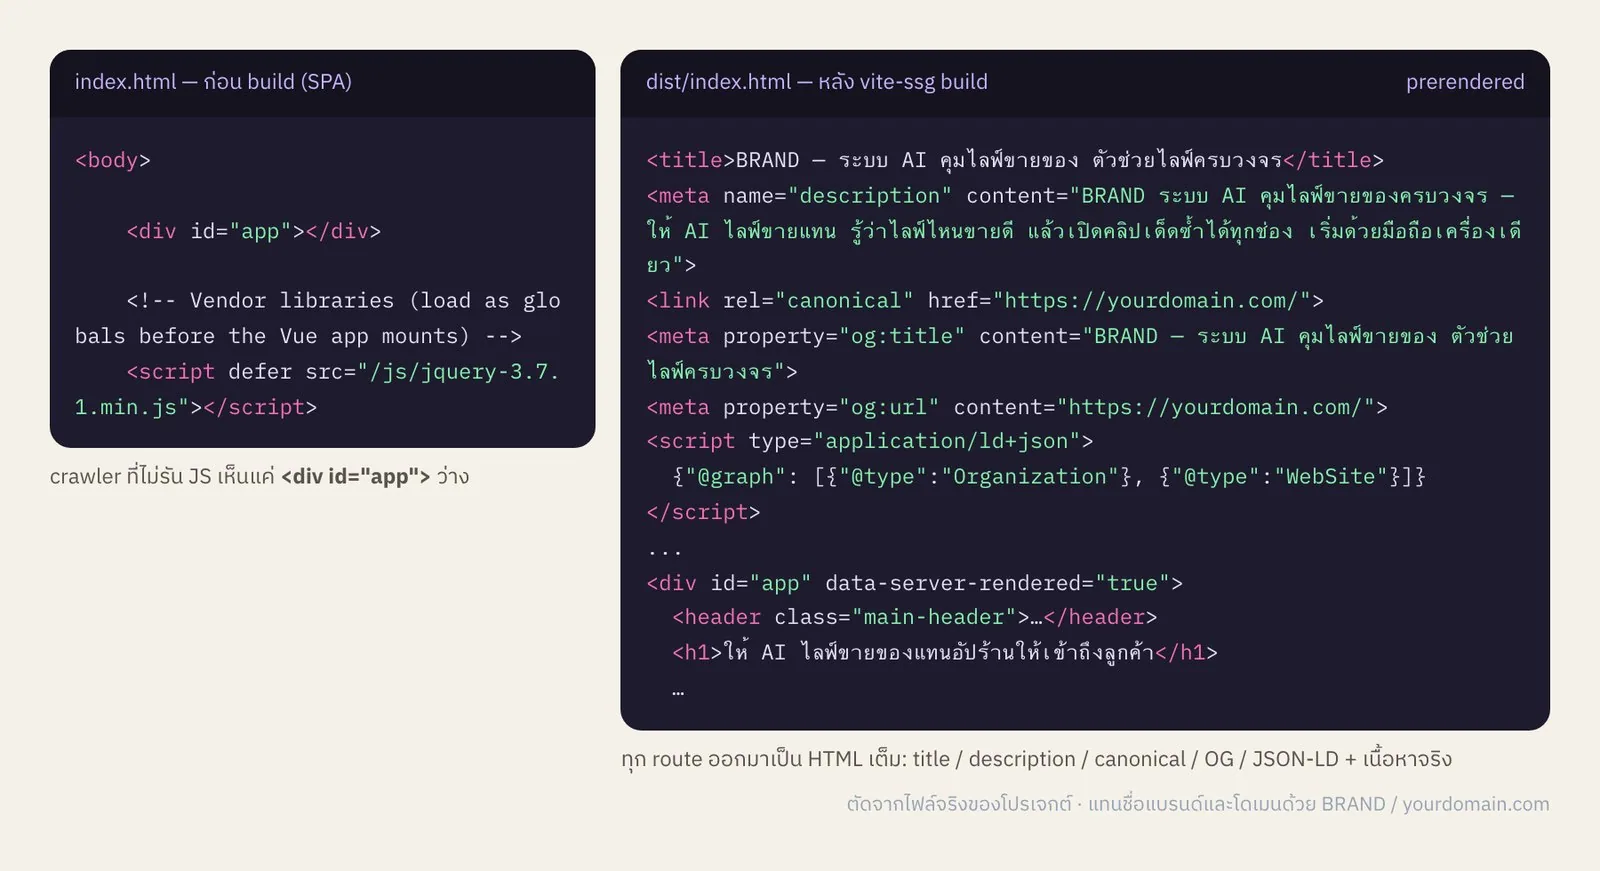 index.html — ก่อน build (SPA)
<body>
<div id="app"></div>
<!-- Vendor libraries (load as glo
bals before the Vue app mounts) -->
<script defer src="/js/jquery-3.7.
1.min.js"></script>
crawler ที่ไม่รัน JS เห็นแค่ <div id="app"> ว่าง
dist/index.html — หลัง vite-ssg build
prerendered
<title>BRAND — ระบบ AI คุมไลฟ์ขายของ ตัวช่วยไลฟ์ครบวงจร</title>
<meta name="description" content="BRAND ระบบ AI คุมไลฟ์ขายของครบวงจร —
ให้ AI ไลฟ์ขายแทน รู้ว่าไลฟ์ไหนขายดี แล้วเปิดคลิปเด็ดซ้ำได้ทุกช่อง เริ่มด้วยมือถือเครื่องเดี
ยว">
<link rel="canonical" href="https://yourdomain.com/">
<meta property="og:title" content="BRAND — ระบบ AI คุมไลฟ์ขายของ ตัวช่วย
ไลฟ์ครบวงจร">
<meta property="og:url" content="https://yourdomain.com/">
<script type="application/ld+json">
{"@graph": [{"@type":"Organization"}, {"@type":"WebSite"}]}
</script>
...
<div id="app" data-server-rendered="true">
<header class="main-header">…</header>
<h1>ให้ AI ไลฟ์ขายของแทนอัปร้านให้เข้าถึงลูกค้า</h1>
…
ทุก route ออกมาเป็น HTML เต็ม: title / description / canonical / OG / JSON-LD + เนื้อหาจริง
ตัดจากไฟล์จริงของโปรเจกต์ · แทนชื่อแบรนด์และโดเมนด้วย BRAND / yourdomain.com